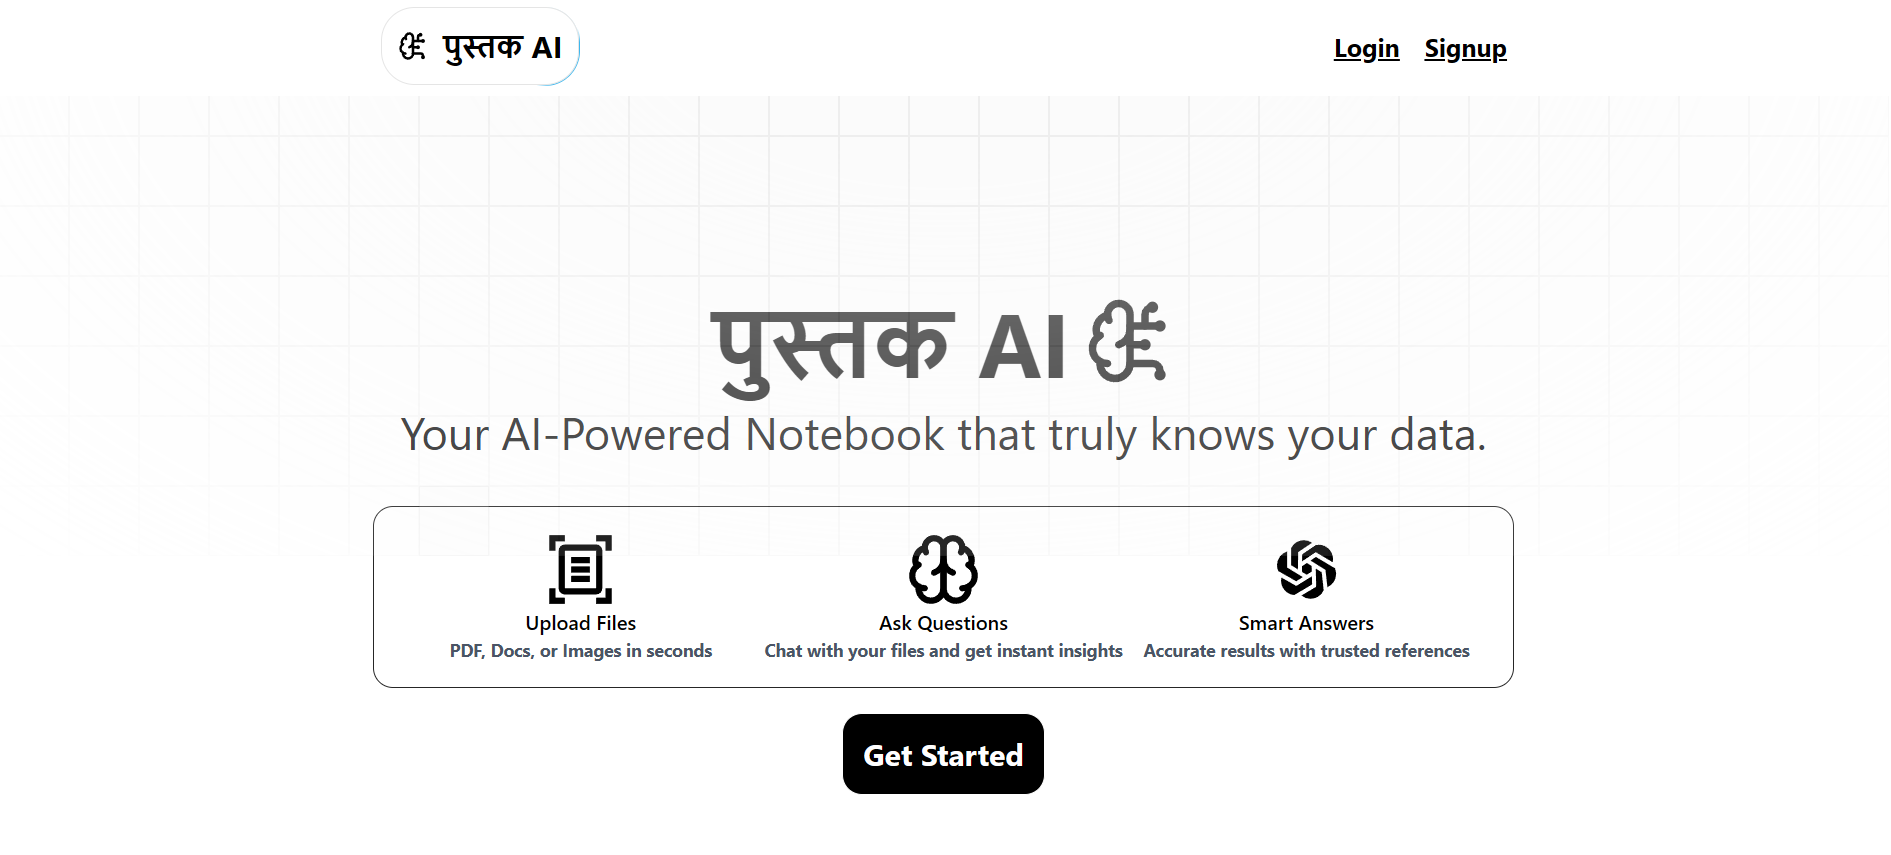 पुस्तक AI
Login Signup
पुस्तक AI
Your AI-Powered Notebook that truly knows your data.
Upload Files
PDF, Docs, or Images in seconds
Ask Questions
Chat with your files and get instant insights
Smart Answers
Accurate results with trusted references
Get Started